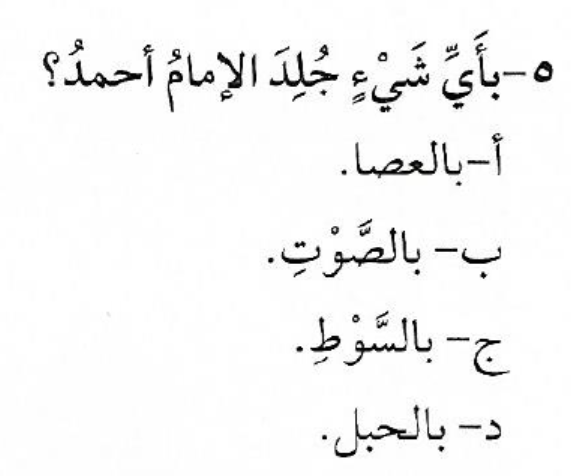 ٥-بأَيِّ شَيْءٍ جُلِدَ الإمامُ أحمدُ؟
أ-بالعصا.
ب- بالصَّوْتِ.
ج- بالسَّوْطِ.
د- بالحبل.